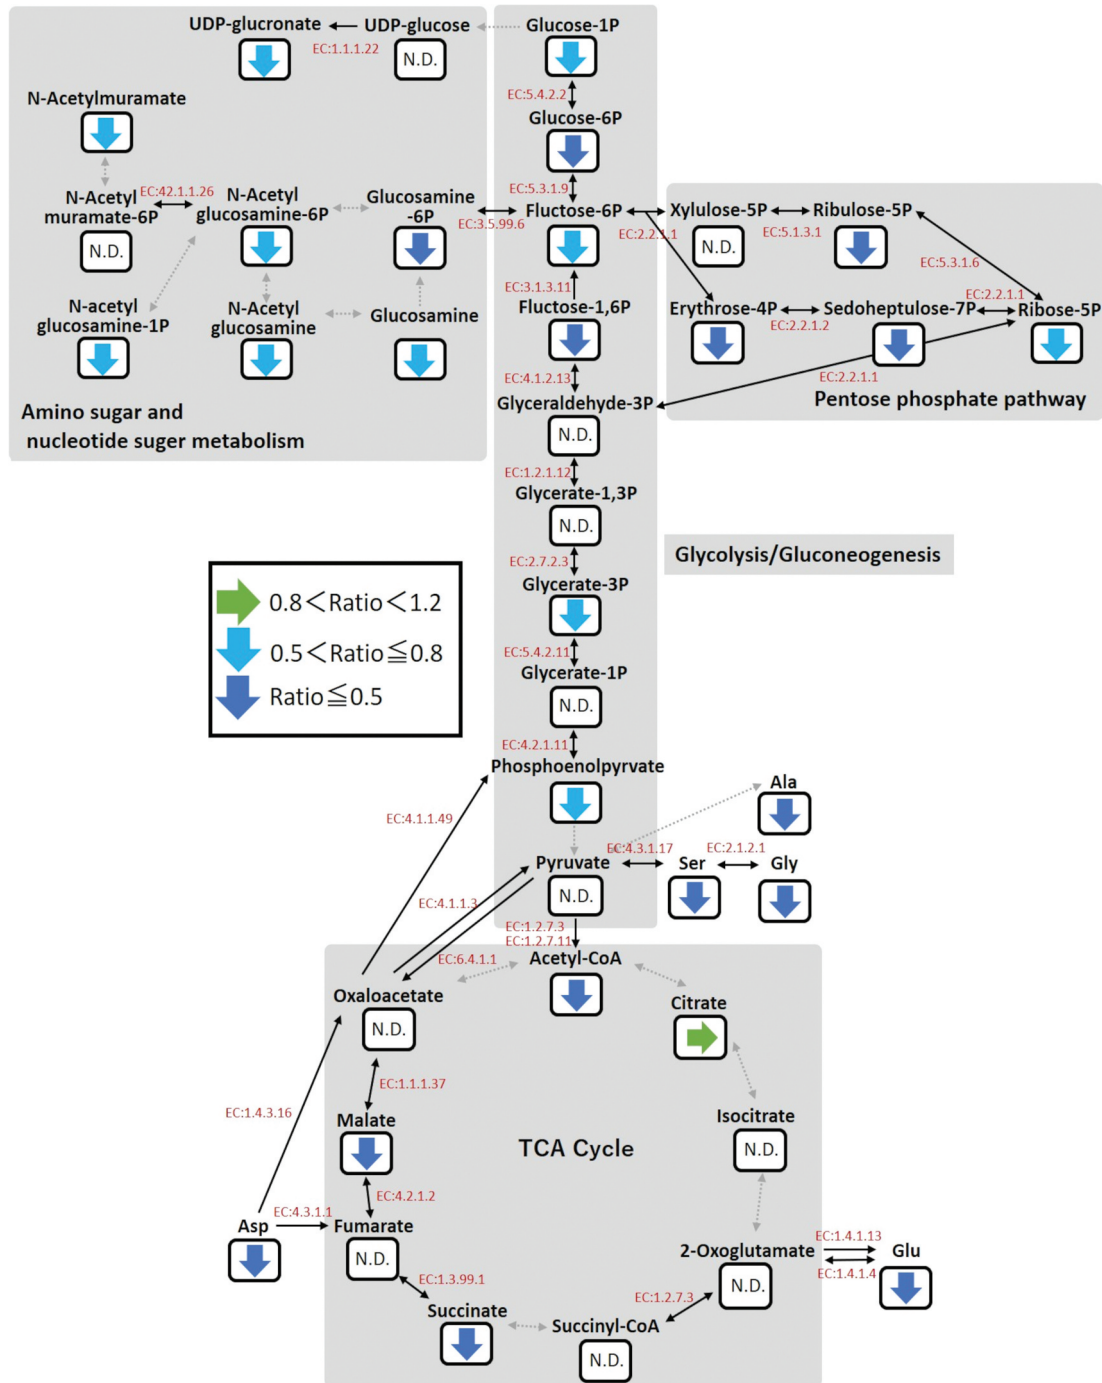 UDP-glucronate
UDP-glucose
Glucose-1P
EC:1.1.1.22
N.D.
EC:5.4.2.2
N-Acetylmuramate
Glucose-6P
EC:5.3.1.9
N-Acetyl
muramate-6P
EC:42.1.1.26
N-Acetyl
glucosamine-6P
Glucosamine
-6P
EC:3.5.99.6
Fluctose-6P
EC:2.2.1.1
Xylulose-5P
Ribulose-5P
EC:5.1.3.1
N.D.
N.D.
EC:5.3.1.6
EC:3.1.3.11
N-acetyl
glucosamine-1P
N-Acetyl
glucosamine
Glucosamine
Fluctose-1,6P
Erythrose-4P
EC:2.2.1.2
Sedoheptulose-7P
EC:2.2.1.1
Ribose-5P
EC:4.1.2.13
EC:2.2.1.1
Glyceraldehyde-3P
Pentose phosphate pathway
Amino sugar and
nucleotide suger metabolism
N.D.
EC:1.2.1.12
Glycerate-1,3P
N.D.
Glycolysis/Gluconeogenesis
EC:2.7.2.3
Glycerate-3P
0.8<Ratio<1.2
0.5<Ratio≦0.8
Ratio≦0.5
EC:5.4.2.11
Glycerate-1P
N.D.
EC:4.2.1.11
Phosphoenolpyrvate
Ala
EC:4.1.1.49
EC:4.3.1.17
EC:2.1.2.1
Pyruvate
Ser
Gly
N.D.
EC:4.1.1.3
EC:1.2.7.3
EC:1.2.7.11
EC:6.4.1.1
Acetyl-CoA
Oxaloacetate
Citrate
N.D.
EC:1.1.1.37
EC:1.4.3.16
Malate
Isocitrate
N.D.
TCA Cycle
EC:4.2.1.2
Asp
EC:4.3.1.1
Fumarate
N.D.
2-Oxoglutamate
EC:1.4.1.13
EC:1.4.1.4
Glu
N.D.
EC:1.3.99.1
EC:1.2.7.3
Succinate
Succinyl-CoA
N.D.